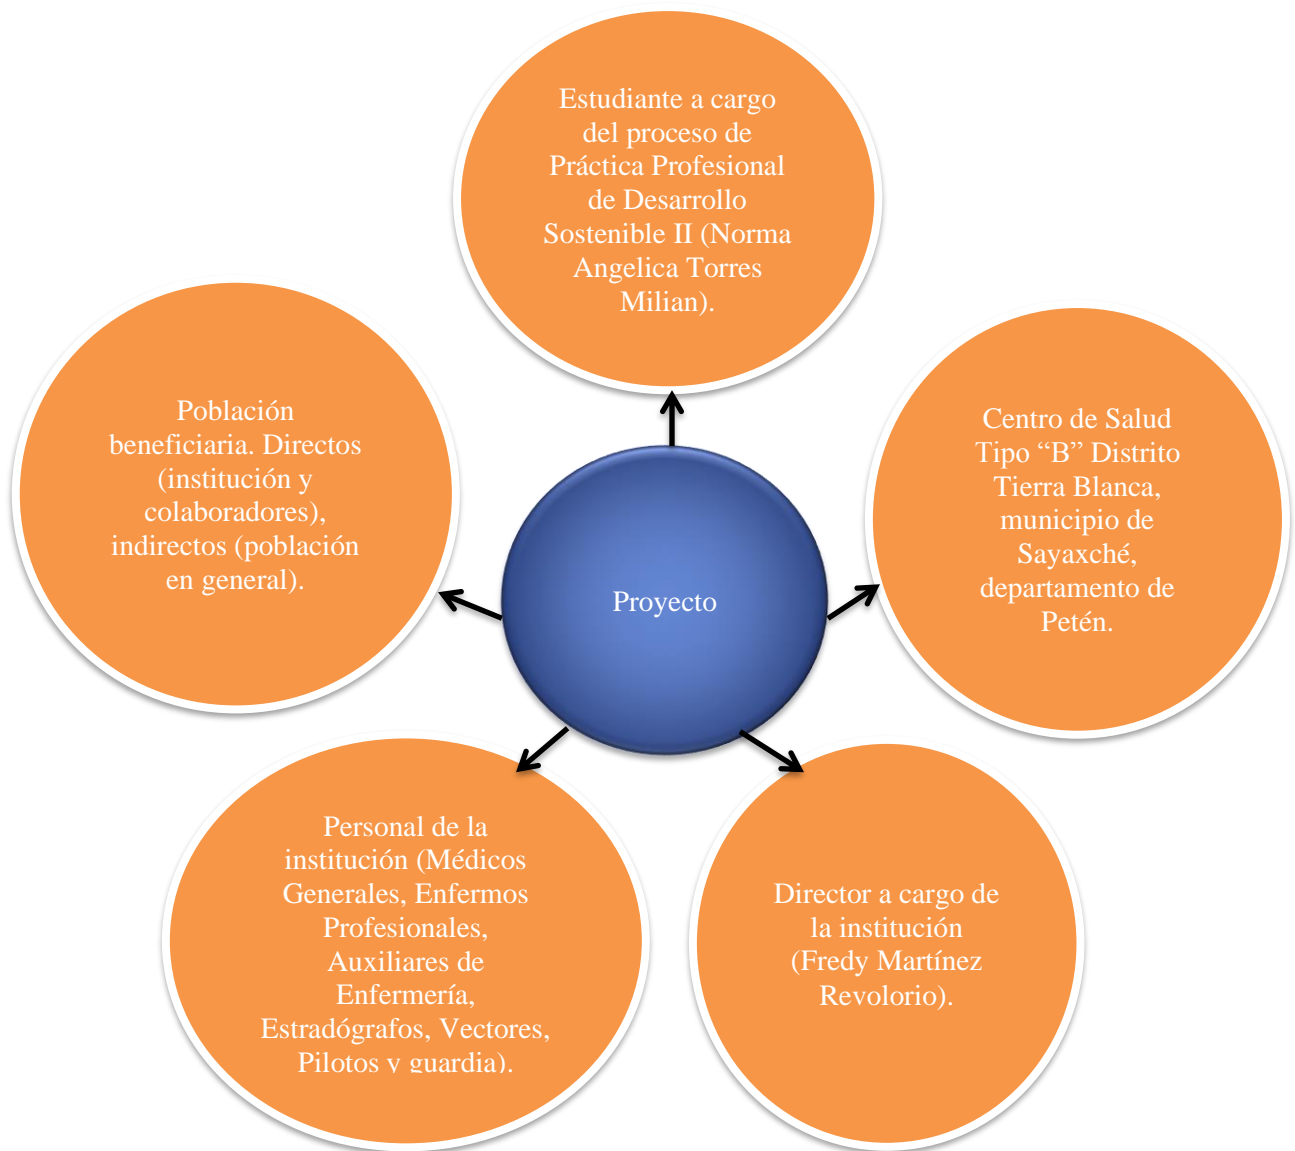 Estudiante a cargo
del proceso de
Práctica Profesional
de Desarrollo
Sostenible II (Norma
Angelica Torres
Milian).
Población
beneficiaria. Directos
(institución y
colaboradores),
indirectos (población
en general).
Centro de Salud
Tipo “B” Distrito
Tierra Blanca,
municipio de
Sayaxché,
departamento de
Petén.
Proyecto
Personal de la
institución (Médicos
Generales, Enfermos
Profesionales,
Auxiliares de
Enfermería,
Estradógrafos, Vectores,
Pilotos y guardia).
Director a cargo de
la institución
(Fredy Martínez
Revolorio).